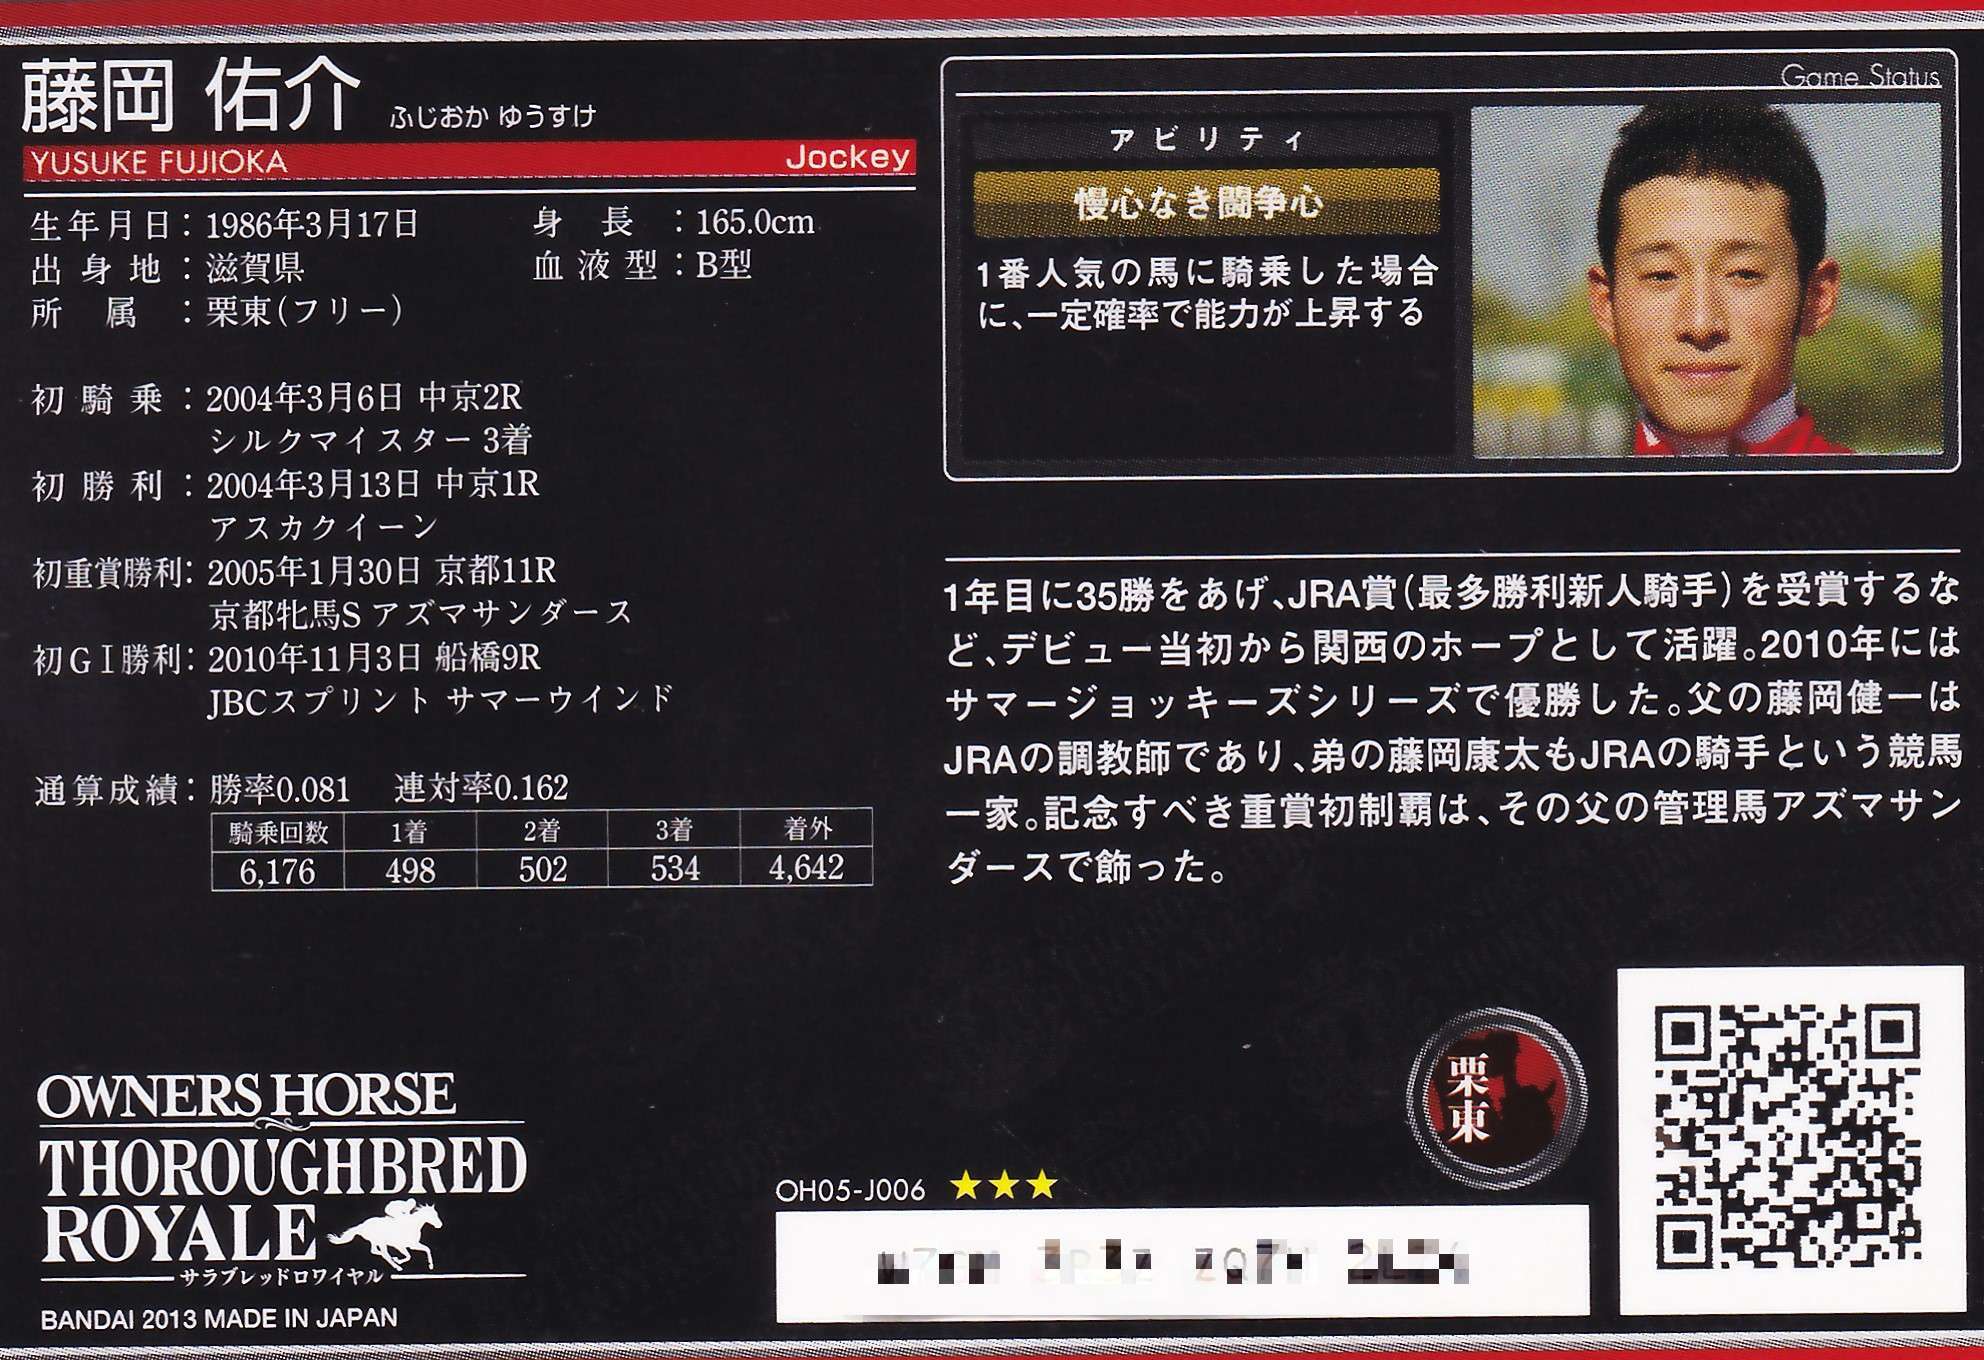 藤岡 佑介 ふじおか ゆうすけ
YUSUKE FUJIOKA Jockey
生年月日：1986年3月17日 身長：165.0cm
出身地：滋賀県 血液型：B型
所属：栗東(フリー)
初騎乗：2004年3月6日 中京2R
シルクマイスター 3着
初勝利：2004年3月13日 中京1R
アスカクイーン
初重賞勝利：2005年1月30日 京都11R
京都牝馬S アズマサンダース
初GI勝利：2010年11月3日 船橋9R
JBCスプリント サマーウインド
通算成績：勝率0.081 連対率0.162
騎乗回数 1着 2着 3着 着外
6,176 498 502 534 4,642
Game Status
アビリティ
慢心なき闘争心
1番人気の馬に騎乗した場合
に、一定確率で能力が上昇する
1年目に35勝をあげ、JRA賞(最多勝利新人騎手)を受賞するな
ど、デビュー当初から関西のホープとして活躍。2010年には
サマージョッキーズシリーズで優勝した。父の藤岡健一は
JRAの調教師であり、弟の藤岡康太もJRAの騎手という競馬
一家。記念すべき重賞初制覇は、その父の管理馬アズマサン
ダースで飾った。
OWNERS HORSE
THOROUGHBRED
ROYALE
サラブレッドロワイヤル
BANDAI 2013 MADE IN JAPAN
OH05-J006 ★★★
栗東